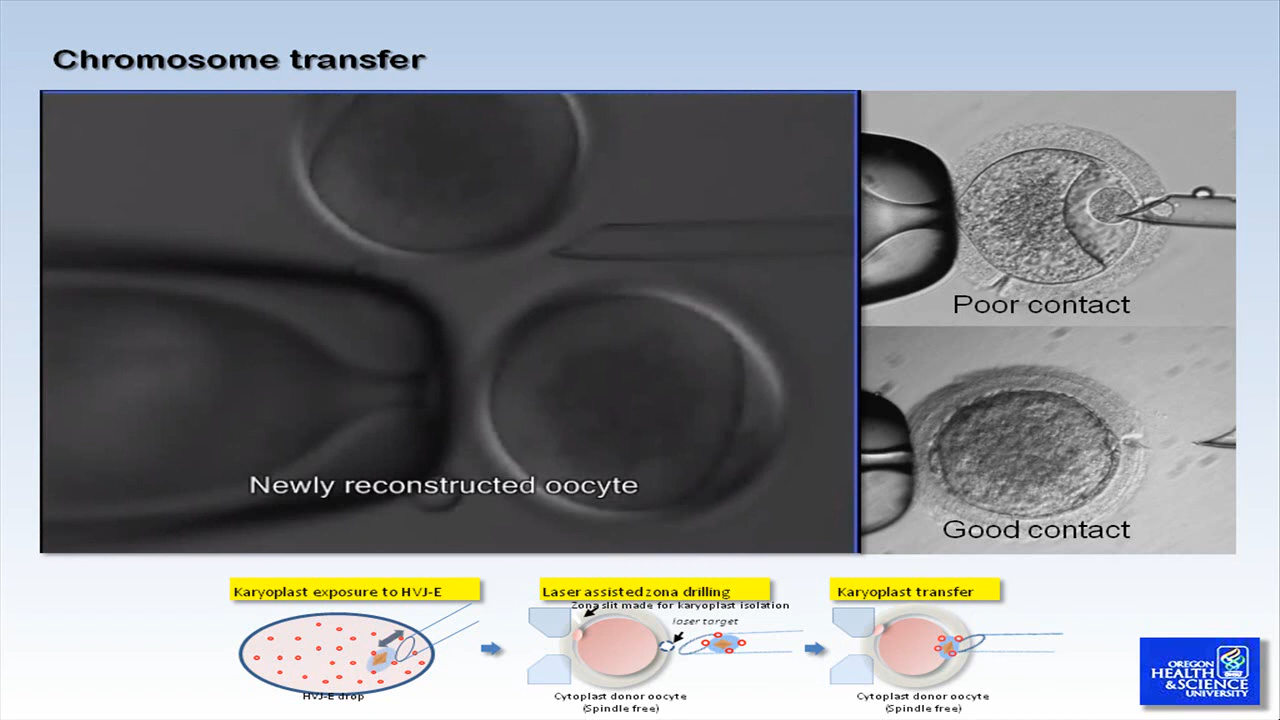 Chromosome transfer
Poor contact
Newly reconstructed oocyte
Good contact
Karyoplast exposure to HVJ-E
Laser assisted zona drilling
Karyoplast transfer
Zona slit made for karyoplast isolation
laser target
HVJ-E drop
Cytoplast donor oocyte
(Spindle free)
Cytoplast donor oocyte
(Spindle free)
OREGON
HEALTH
&SCIENCE
UNIVERSITY